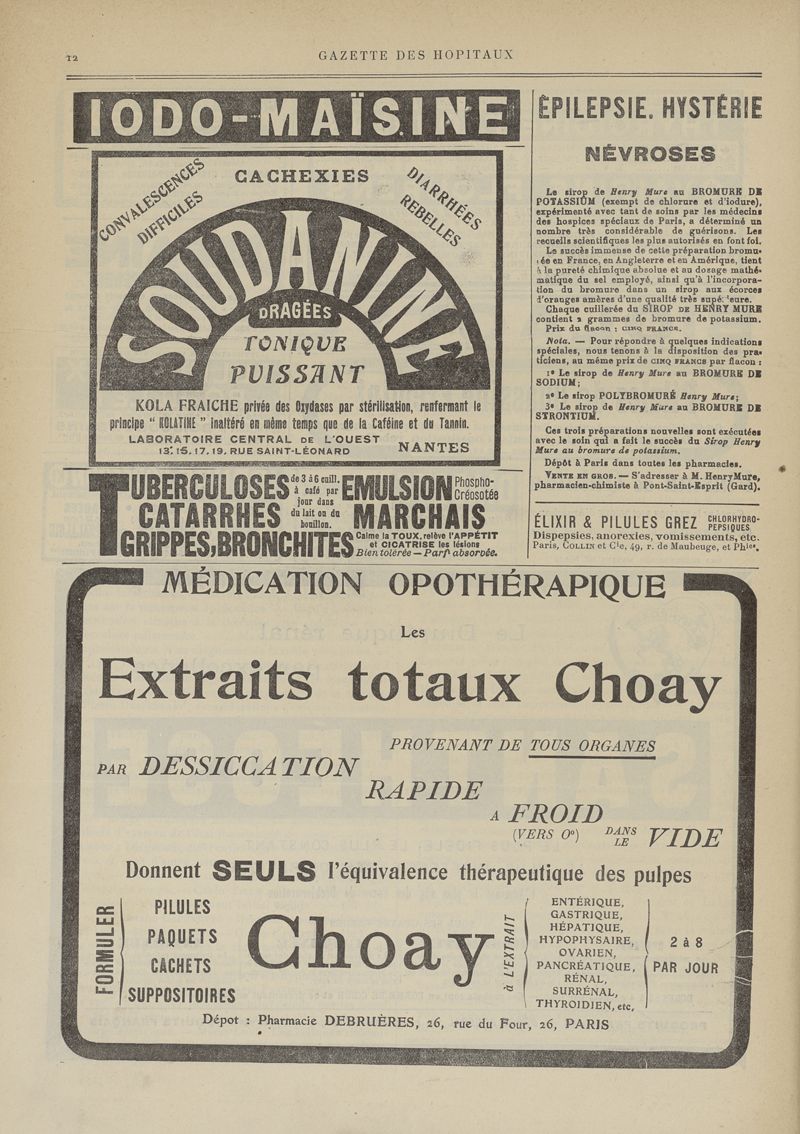 12
GAZETTE DES HOPITAUX
IODO-MAÏSINE
CONVALESCENCES
DIFFICILES
CACHEXIES
DIARRHÉES
REBELLES
SOUDANINE
DRAGÉES
TONIQUE
PUISSANT
KOLA FRAICHE privée des Oxydases par stérilisation, renfermant le
principe " KOLATINE " inaltéré en même temps que de la Caféine et du Tannin.
LABORATOIRE CENTRAL DE L'OUEST
13, 15, 17, 19, RUE SAINT-LÉONARD
NANTES
TUBERCULOSES
CATARRHES
GRIPPES, BRONCHITES
de 3 à 6 cuill.
à café par
jour dans
du lait ou du
bouillon.
EMULSION
Phospho-
Créosotée
MARCHAIS
Calme la TOUX, relève l'APPÉTIT
et CICATRISE les lésions
Bien tolérée — Parft absorvée.
ÉPILEPSIE. HYSTÉRIE
NÉVROSES
Le sirop de Henry Mure au BROMURE DE
POTASSIUM (exempt de chlorure et d'iodure),
expérimenté avec tant de soins par les médecins
des hospices spéciaux de Paris, a déterminé un
nombre très considérable de guérisons. Les
recueils scientifiques les plus autorisés en font foi.
Le succès immense de cette préparation bromu-
rée en France, en Angleterre et en Amérique, tient
à la pureté chimique absolue et au dosage mathé-
matique du sel employé, ainsi qu'à l'incorpora-
tion du bromure dans un sirop aux écorces
d'oranges amères d'une qualité très supérieure.
Chaque cuillerée du SIROP DE HENRY MURE
contient 2 grammes de bromure de potassium.
Prix du flacon : CINQ FRANCS.
Nota. — Pour répondre à quelques indications
spéciales, nous tenons à la disposition des pra-
ticiens, au même prix de CINQ FRANCS par flacon :
1º Le sirop de Henry Mure au BROMURE DE
SODIUM;
2º Le sirop POLYBROMURÉ Henry Mure;
3º Le sirop de Henry Mure au BROMURE DE
STRONTIUM.
Ces trois préparations nouvelles sont exécutées
avec le soin qui a fait le succès du Sirop Henry
Mure au bromure de potassium.
Dépôt à Paris dans toutes les pharmacies.
VENTE EN GROS. — S'adresser à M. Henry Mure,
pharmacien-chimiste à Pont-Saint-Esprit (Gard).
ÉLIXIR & PILULES GREZ CHLORHYDRO-
PEPSIQUES
Dispepsies, anorexies, vomissements, etc.
Paris, COLLIN et Cie, 49, r. de Maubeuge, et Phies.
MÉDICATION OPOTHÉRAPIQUE
Les
Extraits totaux Choay
PROVENANT DE TOUS ORGANES
PAR DESSICCATION
RAPIDE
A FROID
(VERS 0º) DANS LE VIDE
Donnent SEULS l'équivalence thérapeutique des pulpes
FORMULER
PILULES
PAQUETS
CACHETS
SUPPOSITOIRES
Choay
à L'EXTRAIT
ENTÉRIQUE,
GASTRIQUE,
HÉPATIQUE,
HYPOPHYSAIRE,
OVARIEN,
PANCRÉATIQUE,
RÉNAL,
SURRÉNAL,
THYROIDIEN, etc,
2 à 8
PAR JOUR
Dépot : Pharmacie DEBRUÈRES, 26, rue du Four, 26, PARIS